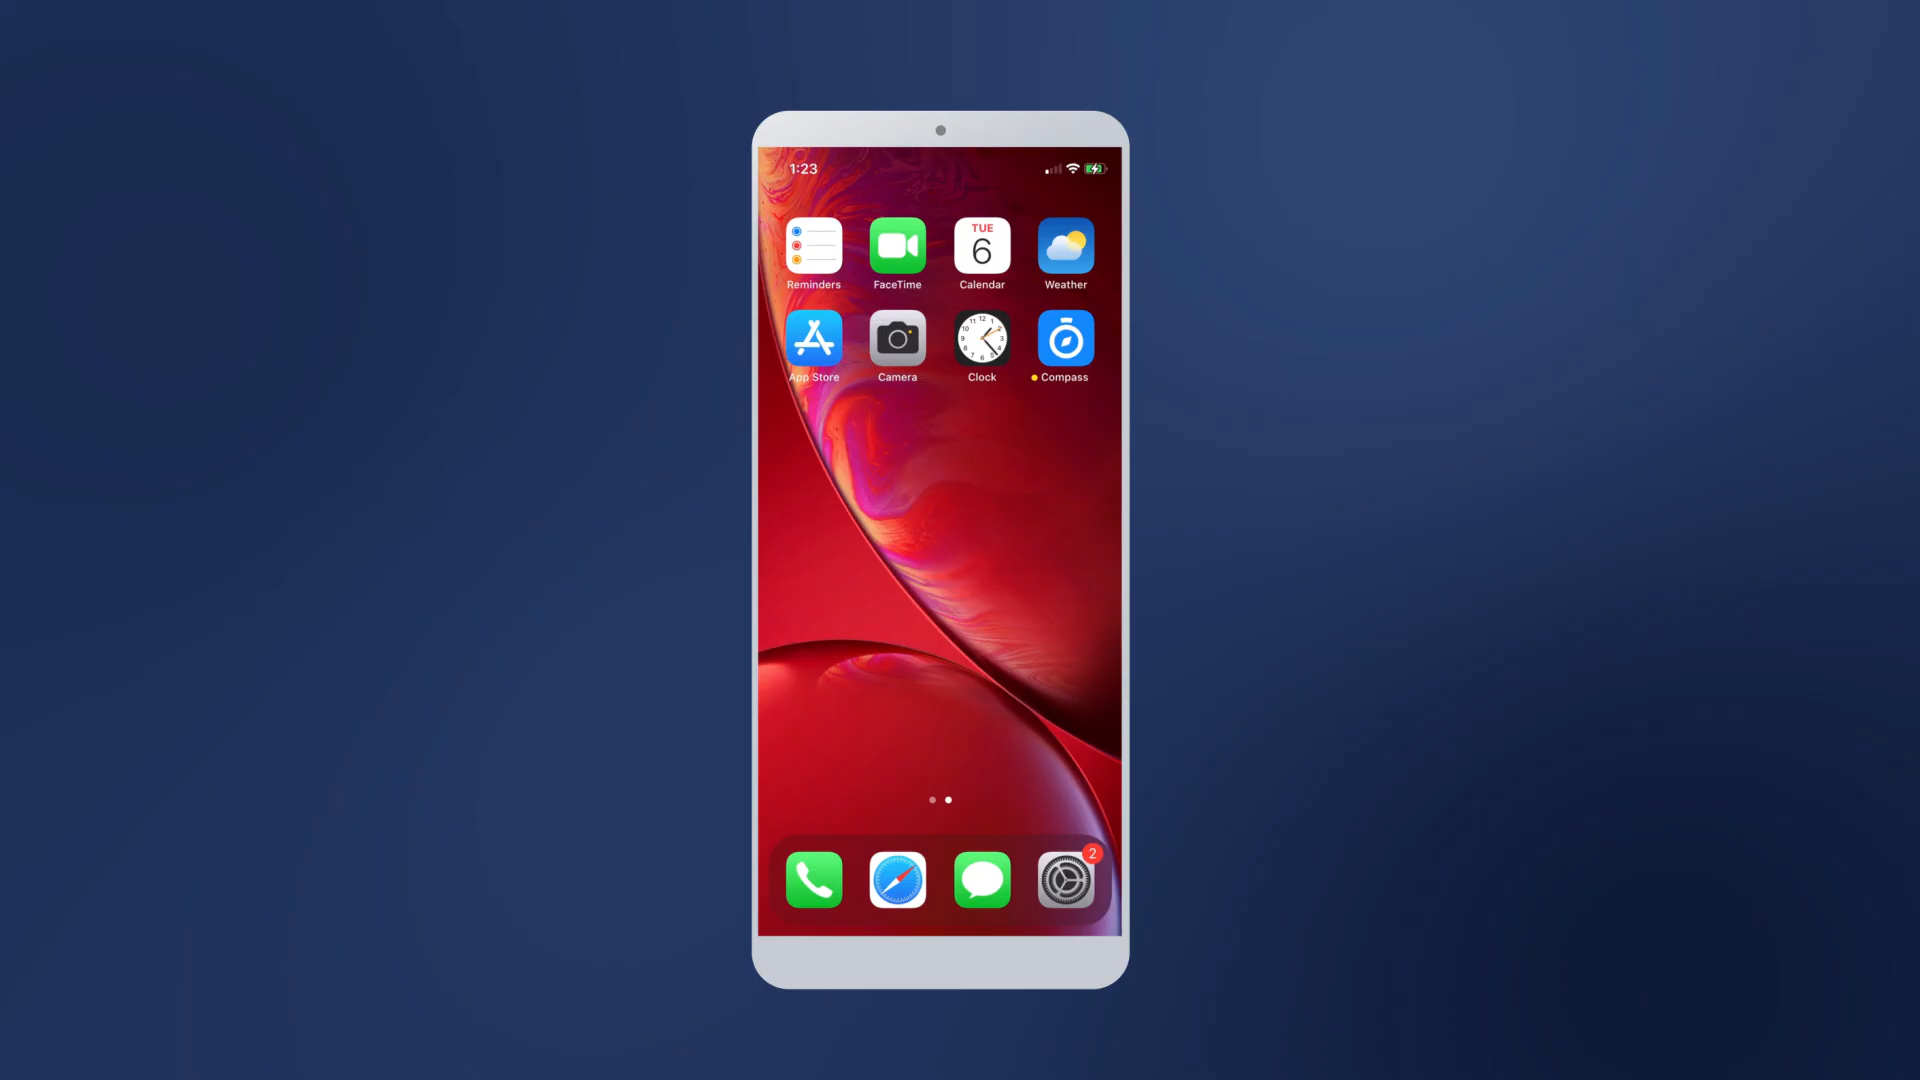 1:23
TUE
6
Reminders FaceTime Calendar Weather
App Store Camera Clock Compass
2